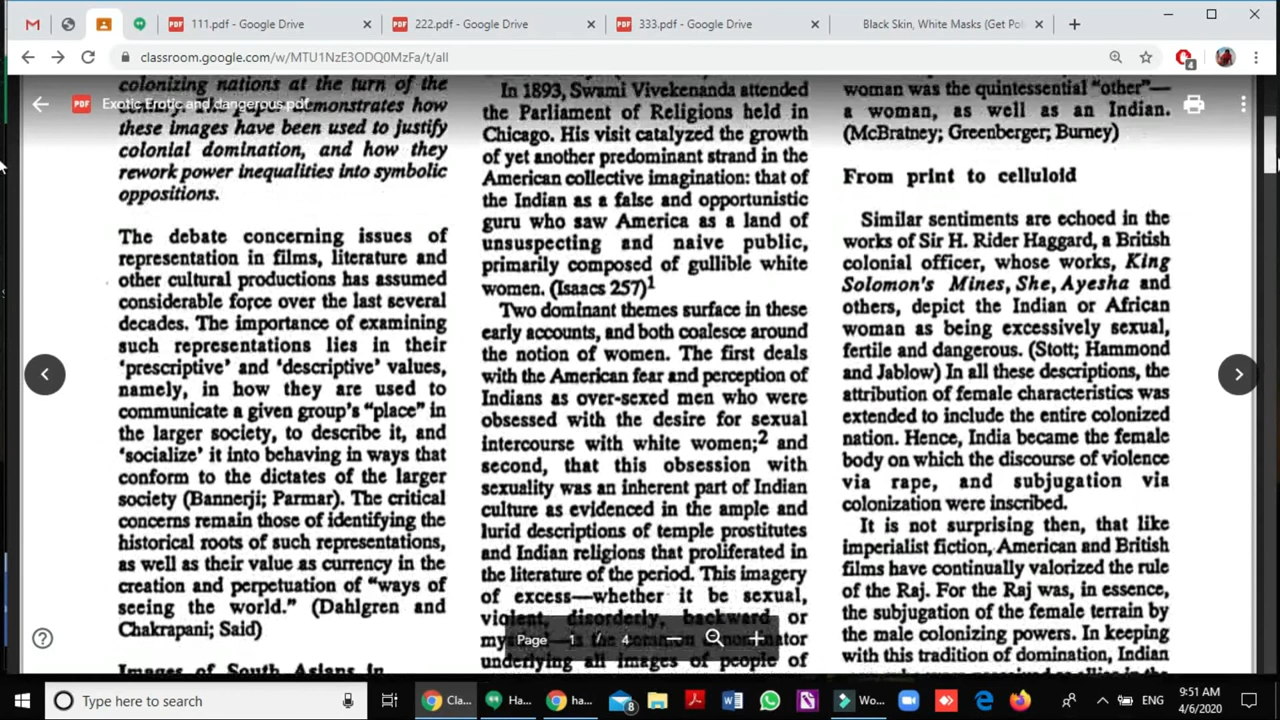 111.pdf - Google Drive
222.pdf - Google Drive
333.pdf - Google Drive
Black Skin, White Masks (Get Pol
classroom.google.com/w/MTU1NzE3ODQ0MzFa/t/all
4
Exotic Erotic and dangerous.pdf
colonizing nations at the turn of the
century. The paper demonstrates how
these images have been used to justify
colonial domination, and how they
rework power inequalities into symbolic
oppositions.
The debate concerning issues of
representation in films, literature and
other cultural productions has assumed
considerable force over the last several
decades. The importance of examining
such representations lies in their
'prescriptive' and 'descriptive' values,
namely, in how they are used to
communicate a given group's "place" in
the larger society, to describe it, and
'socialize' it into behaving in ways that
conform to the dictates of the larger
society (Bannerji; Parmar). The critical
concerns remain those of identifying the
historical roots of such representations,
as well as their value as currency in the
creation and perpetuation of "ways of
seeing the world." (Dahlgren and
Chakrapani; Said)
Images of South Asians in
In 1893, Swami Vivekenanda attended
the Parliament of Religions held in
Chicago. His visit catalyzed the growth
of yet another predominant strand in the
American collective imagination: that of
the Indian as a false and opportunistic
guru who saw America as a land of
unsuspecting and naive public,
primarily composed of gullible white
women. (Isaacs 257)1
Two dominant themes surface in these
early accounts, and both coalesce around
the notion of women. The first deals
with the American fear and perception of
Indians as over-sexed men who were
obsessed with the desire for sexual
intercourse with white women;2 and
second, that this obsession with
sexuality was an inherent part of Indian
culture as evidenced in the ample and
lurid descriptions of temple prostitutes
and Indian religions that proliferated in
the literature of the period. This imagery
of excess—whether it be sexual,
violent, disorderly, backward or
is the common
underlying all images of people of
woman was the quintessential "other"—
a woman, as well as an Indian.
(McBratney; Greenberger; Burney)
From print to celluloid
Similar sentiments are echoed in the
works of Sir H. Rider Haggard, a British
colonial officer, whose works, King
Solomon's Mines, She, Ayesha and
others, depict the Indian or African
woman as being excessively sexual,
fertile and dangerous. (Stott; Hammond
and Jablow) In all these descriptions, the
attribution of female characteristics was
extended to include the entire colonized
nation. Hence, India became the female
body on which the discourse of violence
via rape, and subjugation via
colonization were inscribed.
It is not surprising then, that like
imperialist fiction, American and British
films have continually valorized the rule
of the Raj. For the Raj was, in essence,
the subjugation of the female terrain by
the male colonizing powers. In keeping
with this tradition of domination, Indian
Page 1 / 4
Type here to search
Cla...
Ha...
ha...
8
Wo...
ENG
9:51 AM
4/6/2020